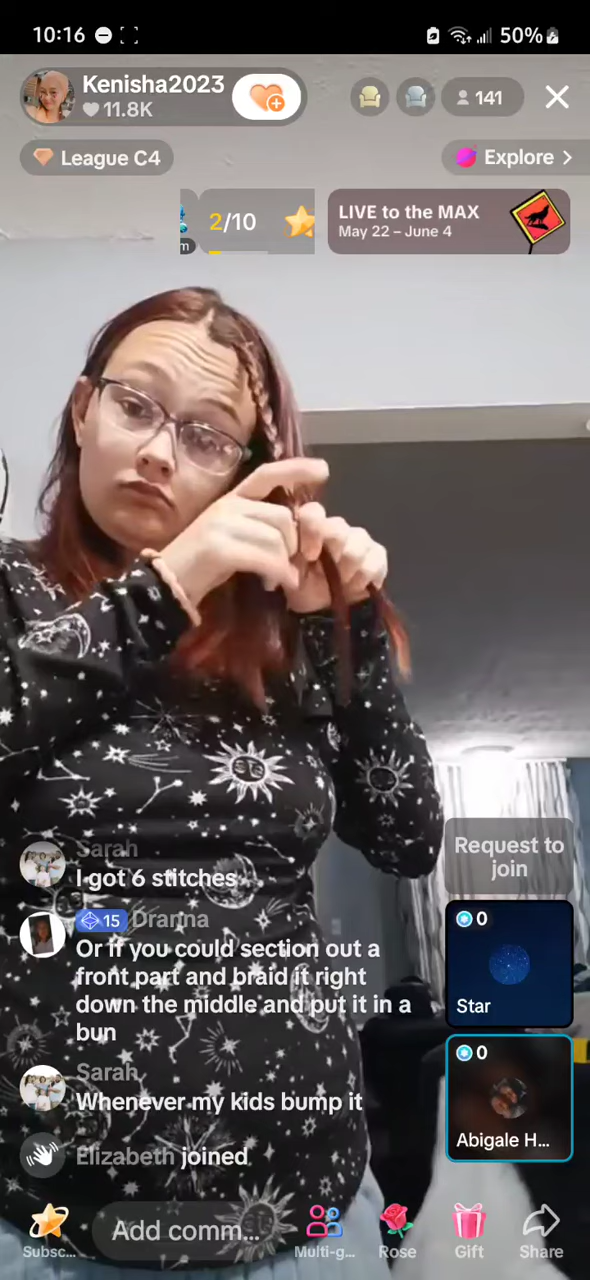 10:16
50%
Kenisha2023
11.8K
141
League C4
Explore
m
2/10
LIVE to the MAX
May 22 – June 4
Sarah
I got 6 stitches
15 Dranna
Or if you could section out a
front part and braid it right
down the middle and put it in a
bun
Sarah
Whenever my kids bump it
Elizabeth joined
Request to
join
0
Star
0
Abigale H...
Subsc...
Add comm...
Multi-g...
Rose
Gift
Share